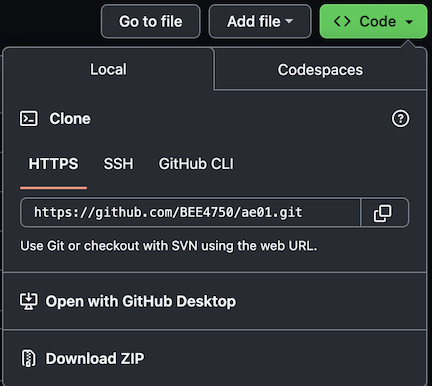 Go to file Add file <> Code
Local Codespaces
Clone ?
HTTPS SSH GitHub CLI
https://github.com/BEE4750/ae01.git
Use Git or checkout with SVN using the web URL.
Open with GitHub Desktop
Download ZIP